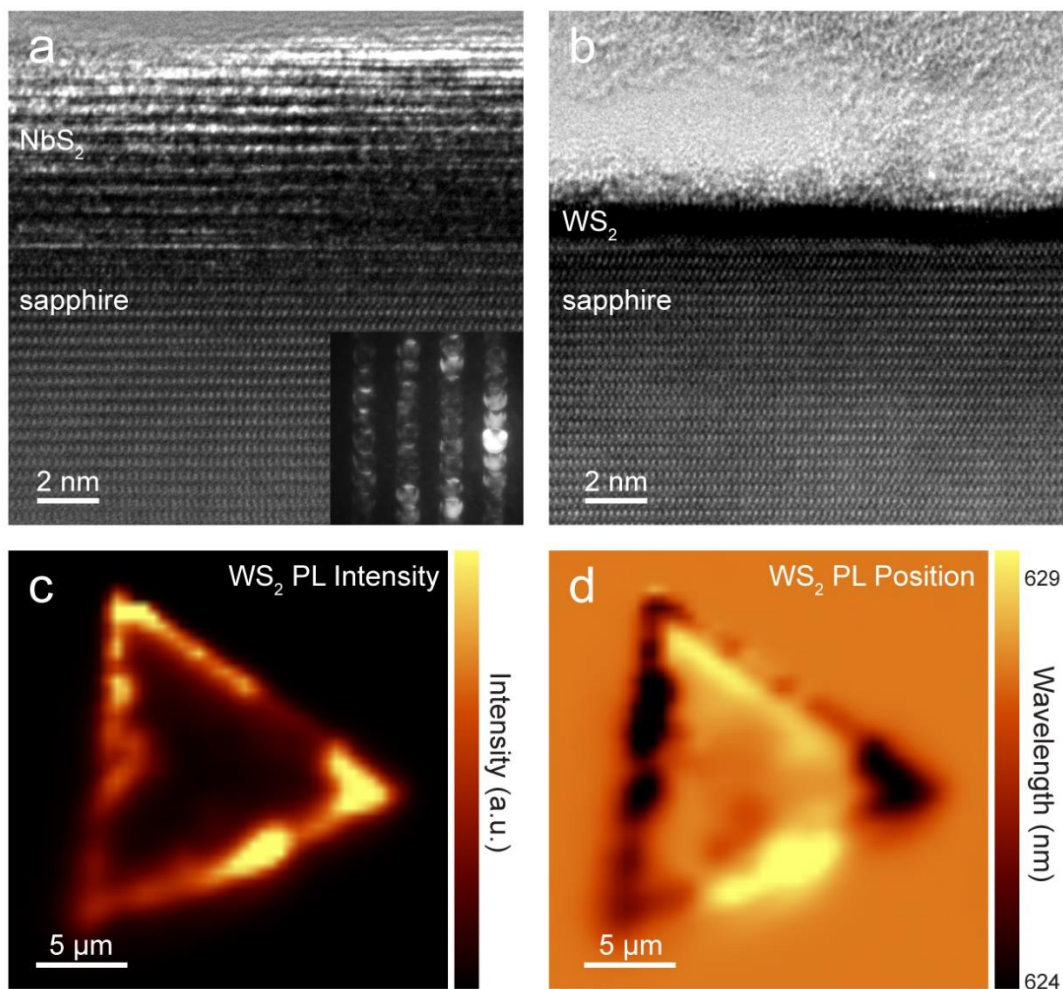 a
NbS₂
sapphire
2 nm
b
WS₂
sapphire
2 nm
c
WS₂ PL Intensity
Intensity (a.u.)
5 µm
d
WS₂ PL Position
629
Wavelength (nm)
624
5 µm